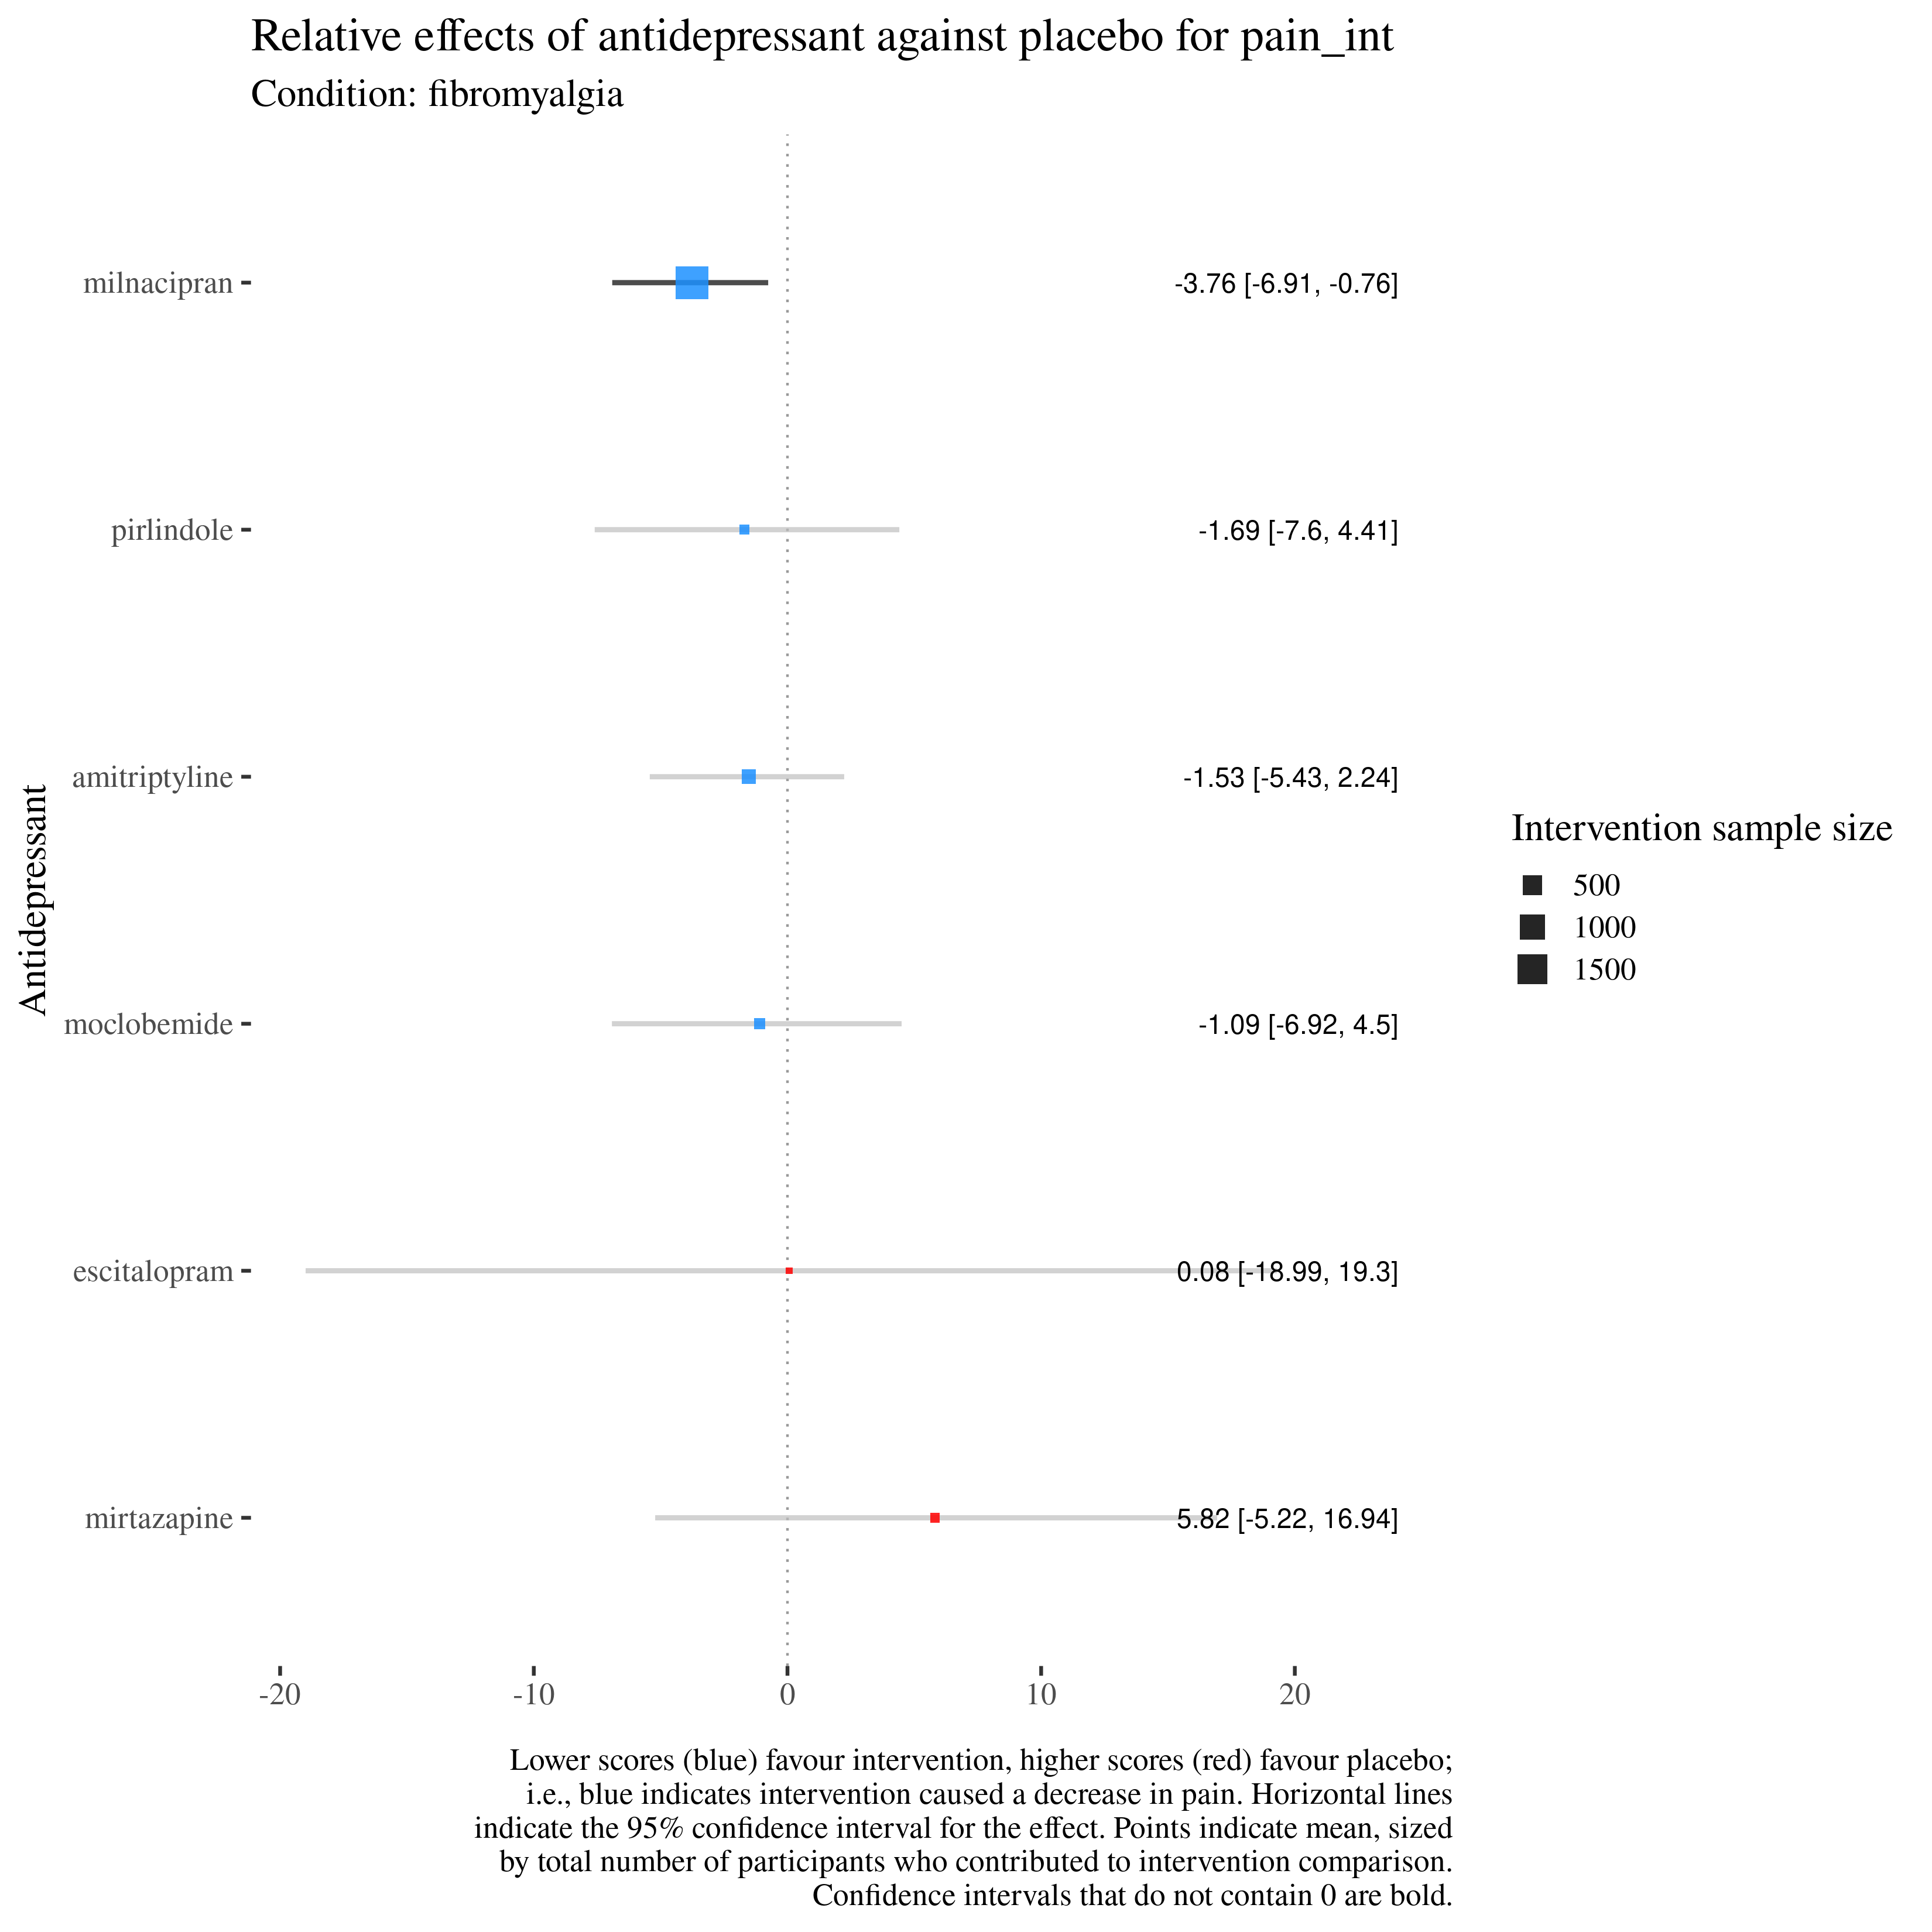 Relative effects of antidepressant against placebo for pain_int
Condition: fibromyalgia
Antidepressant
milnacipran
-3.76 [-6.91, -0.76]
pirlindole
-1.69 [-7.6, 4.41]
amitriptyline
-1.53 [-5.43, 2.24]
moclobemide
-1.09 [-6.92, 4.5]
escitalopram
0.08 [-18.99, 19.3]
mirtazapine
5.82 [-5.22, 16.94]
-20 -10 0 10 20
Intervention sample size
500
1000
1500
Lower scores (blue) favour intervention, higher scores (red) favour placebo;
i.e., blue indicates intervention caused a decrease in pain. Horizontal lines
indicate the 95% confidence interval for the effect. Points indicate mean, sized
by total number of participants who contributed to intervention comparison.
Confidence intervals that do not contain 0 are bold.